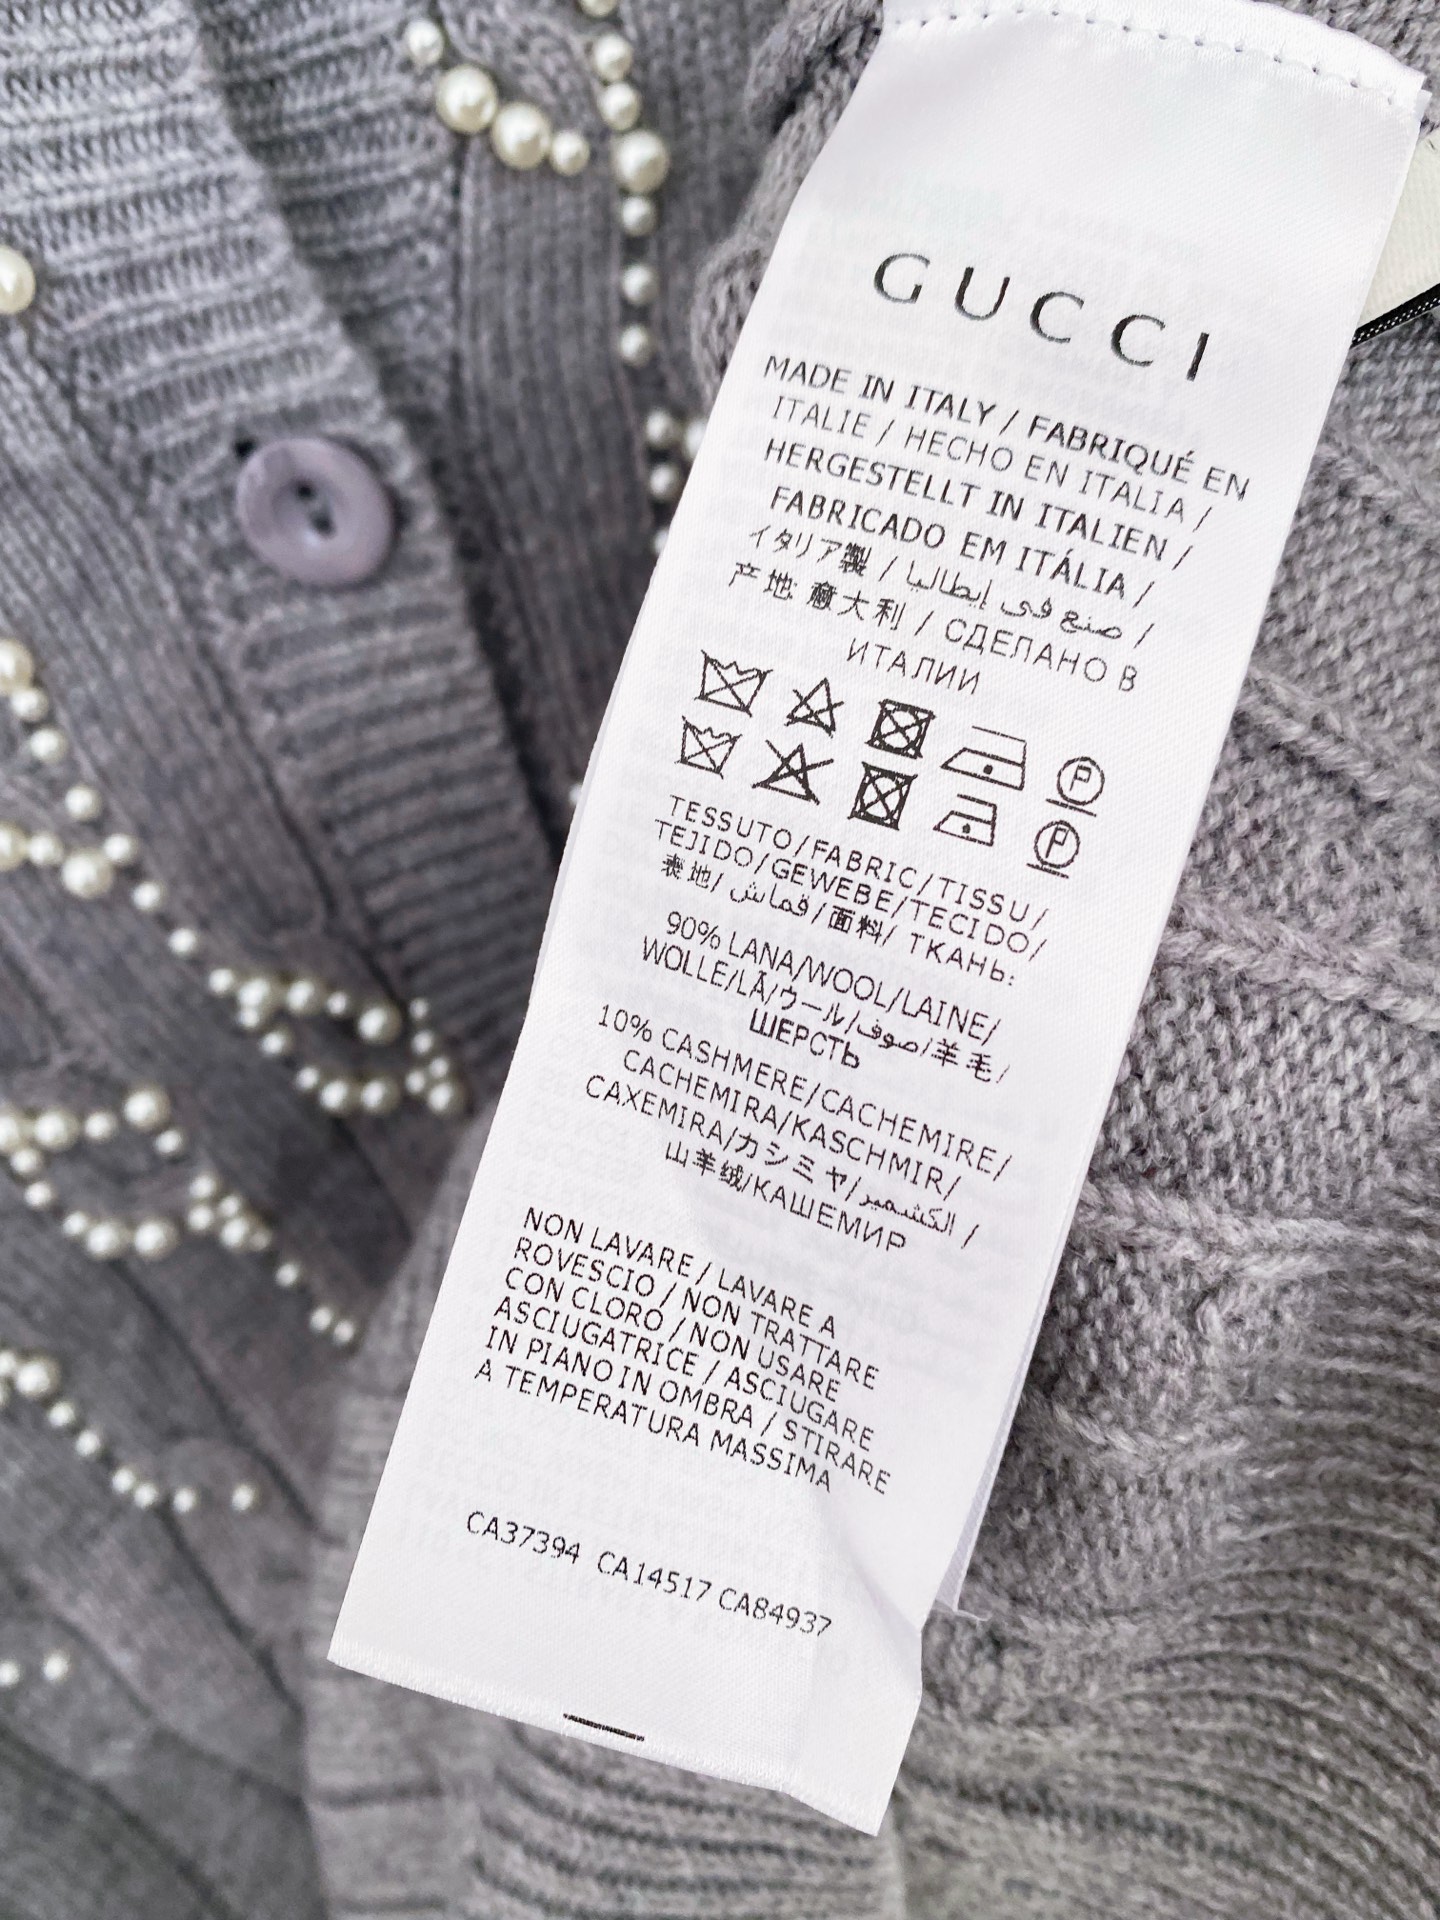 GUCCI
MADE IN ITALY / FABRIQUÉ EN
ITALIE / HECHO EN ITALIA /
HERGESTELLT IN ITALIEN /
FABRICADO EM ITÁLIA /
イタリア製 / صنع في إيطاليا /
产地: 意大利 / СДЕЛАНО В
ИТАЛИИ
P
P
TESSUTO/FABRIC/TISSU/
TEJIDO/GEWEBE/TECIDO/
表地/قماش/面料/ ТКАНЬ:
90% LANA/WOOL/LAINE/
WOLLE/LÃ/ウール/صوف/羊毛/
ШЕРСТЬ
10% CASHMERE/CACHEMIRE/
CACHEMIRA/KASCHMIR/
CAXEMIRA/カシミヤ/الكشمير/
山羊绒/КАШЕМИР
NON LAVARE / LAVARE A
ROVESCIO / NON TRATTARE
CON CLORO / NON USARE
ASCIUGATRICE / ASCIUGARE
IN PIANO IN OMBRA / STIRARE
A TEMPERATURA MASSIMA
CA37394 CA14517 CA84937